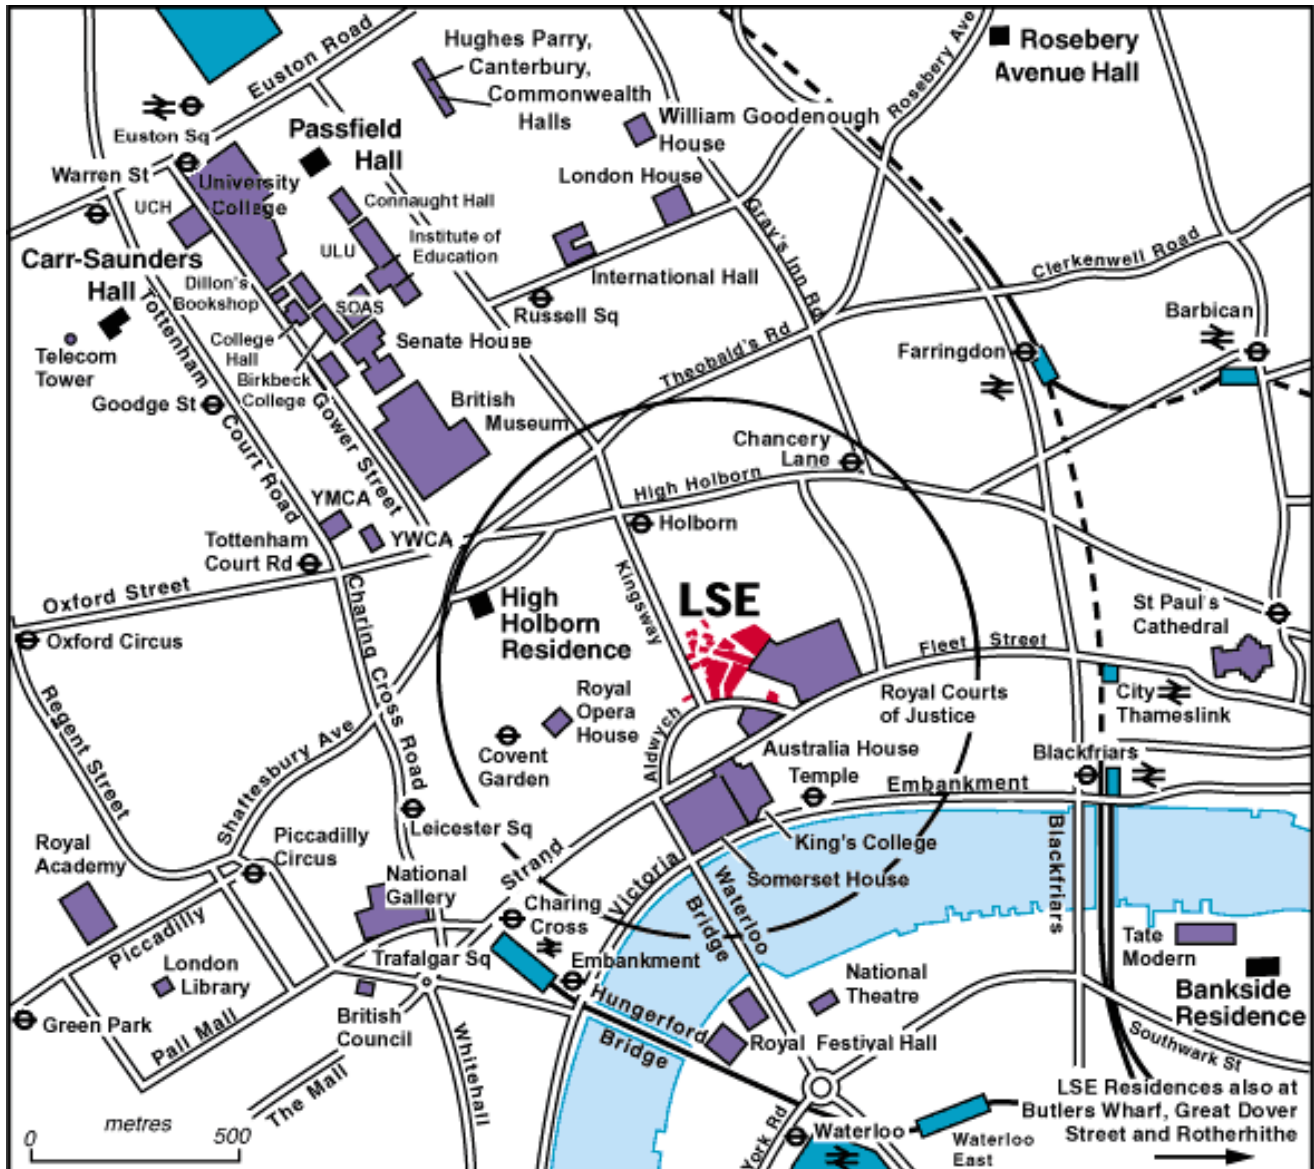 Euston Road
Hughes Parry,
Canterbury,
Commonwealth
Halls
Rosebery Ave
Rosebery
Avenue Hall
Euston Sq
Passfield
Hall
William Goodenough
House
Warren St
University
College
London House
UCH
Connaught Hall
Gray's Inn Rd
ULU
Institute of
Education
Carr-Saunders
Hall
Dillon's
Bookshop
International Hall
Clerkenwell Road
SOAS
Russell Sq
Barbican
Telecom
Tower
College
Hall
Senate House
Theobald's Rd
Farringdon
Birkbeck
College
Goodge St
Tottenham
Court Road
Gower Street
British
Museum
Chancery
Lane
High Holborn
YMCA
YWCA
Holborn
Tottenham
Court Rd
Oxford Street
Kingsway
LSE
Charing Cross Road
High
Holborn
Residence
St Paul's
Cathedral
Oxford Circus
Fleet Street
Regent Street
Royal
Opera
House
Royal Courts
of Justice
City
Thameslink
Shaftesbury Ave
Covent
Garden
Aldwych
Australia House
Temple
Blackfriars
Embankment
Leicester Sq
Royal
Academy
Piccadilly
Circus
King's College
Blackfriars
Strand
Victoria
Somerset House
National
Gallery
Waterloo
Bridge
Charing
Cross
Piccadilly
Tate
Modern
London
Library
Trafalgar Sq
Embankment
National
Theatre
Bankside
Residence
Green Park
Pall Mall
British
Council
Hungerford
Bridge
Royal Festival Hall
Southwark St
Whitehall
The Mall
LSE Residences also at
Butlers Wharf, Great Dover
Street and Rotherhithe
metres
0 500
York Rd
Waterloo
Waterloo
East